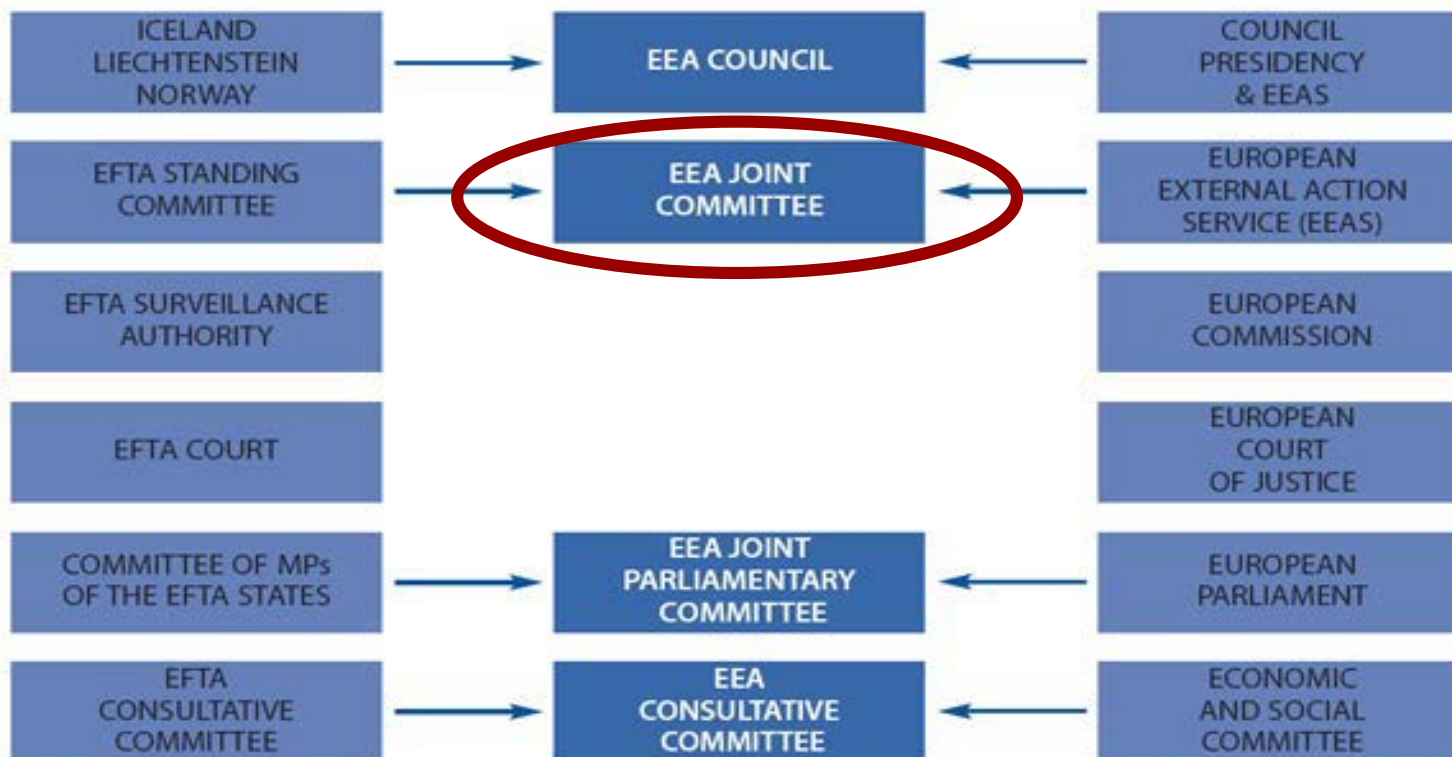 ICELAND
LIECHTENSTEIN
NORWAY
EEA COUNCIL
COUNCIL
PRESIDENCY
& EEAS
EFTA STANDING
COMMITTEE
EEA JOINT
COMMITTEE
EUROPEAN
EXTERNAL ACTION
SERVICE (EEAS)
EFTA SURVEILLANCE
AUTHORITY
EUROPEAN
COMMISSION
EFTA COURT
EUROPEAN
COURT
OF JUSTICE
COMMITTEE OF MPs
OF THE EFTA STATES
EEA JOINT
PARLIAMENTARY
COMMITTEE
EUROPEAN
PARLIAMENT
EFTA
CONSULTATIVE
COMMITTEE
EEA
CONSULTATIVE
COMMITTEE
ECONOMIC
AND SOCIAL
COMMITTEE